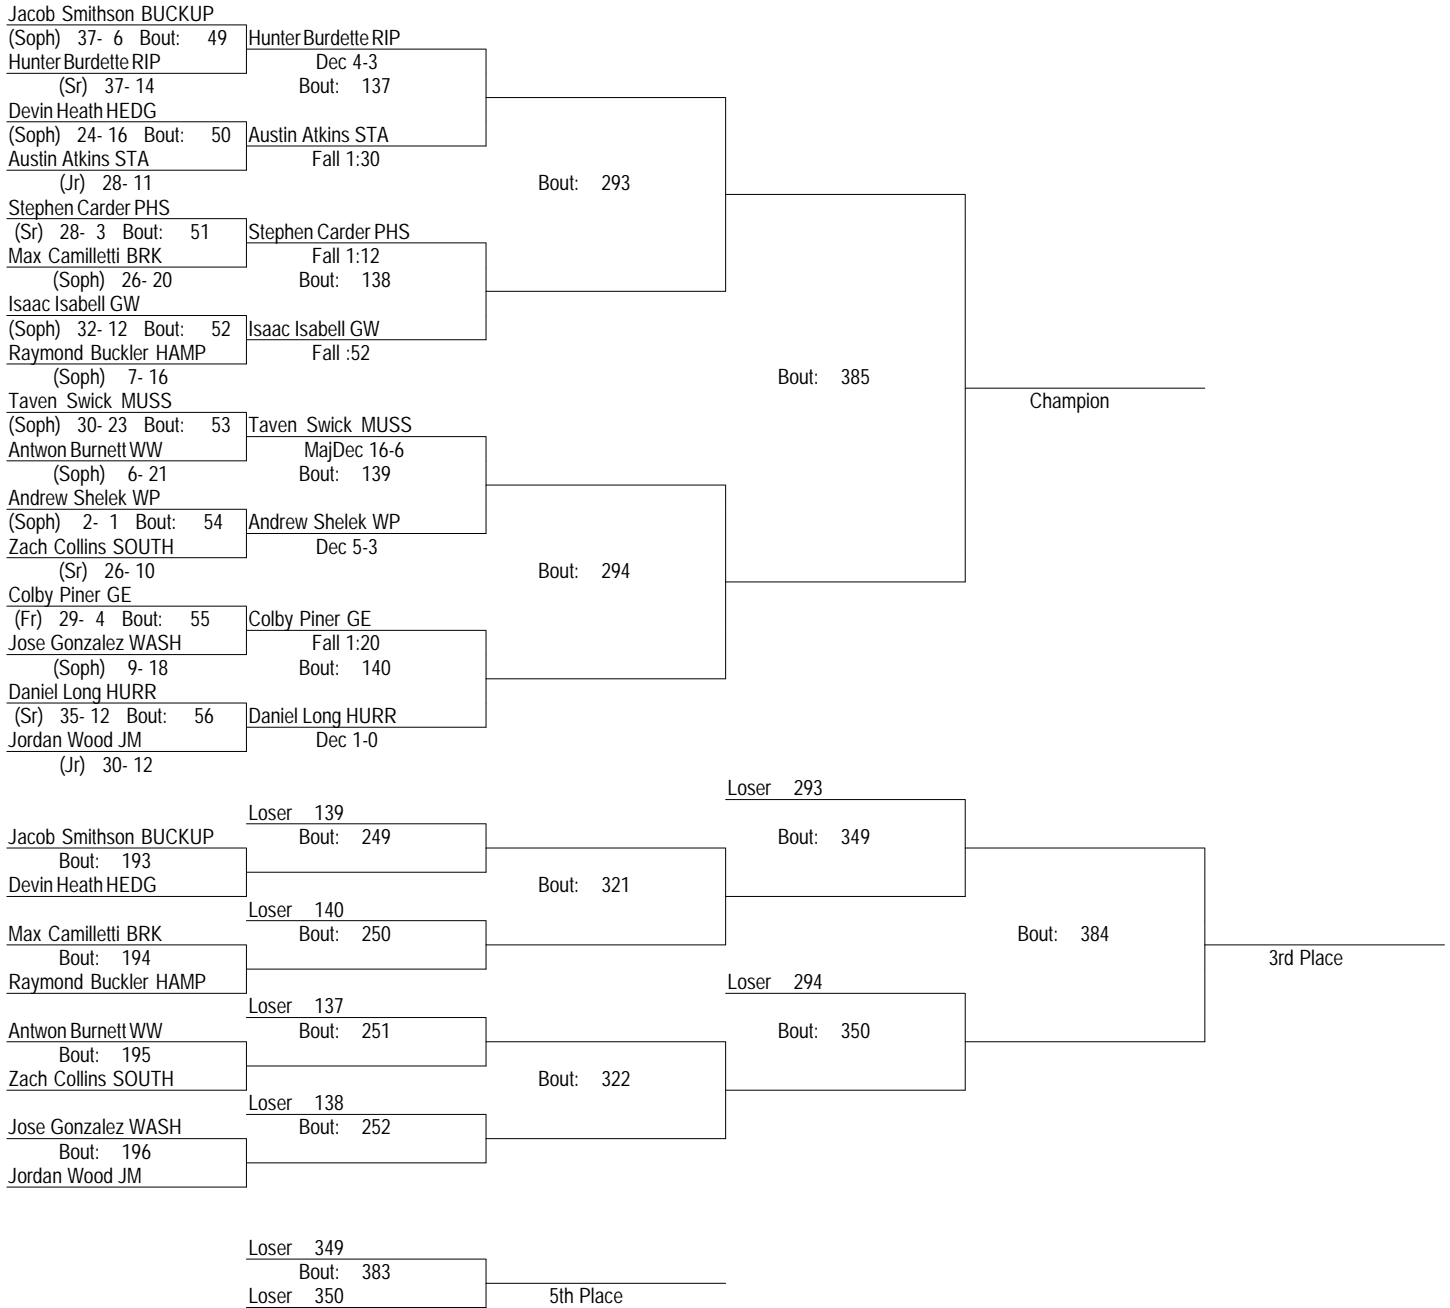 Jacob Smithson BUCKUP
(Soph) 37- 6 Bout: 49 Hunter Burdette RIP
Hunter Burdette RIP Dec 4-3
(Sr) 37- 14 Bout: 137
Devin Heath HEDG
(Soph) 24- 16 Bout: 50 Austin Atkins STA
Austin Atkins STA Fall 1:30
(Jr) 28- 11 Bout: 293
Stephen Carder PHS
(Sr) 28- 3 Bout: 51 Stephen Carder PHS
Max Camilletti BRK Fall 1:12
(Soph) 26- 20 Bout: 138
Isaac Isabell GW
(Soph) 32- 12 Bout: 52 Isaac Isabell GW
Raymond Buckler HAMP Fall :52
(Soph) 7- 16 Bout: 385
Taven Swick MUSS Champion
(Soph) 30- 23 Bout: 53 Taven Swick MUSS
Antwon Burnett WW MajDec 16-6
(Soph) 6- 21 Bout: 139
Andrew Shelek WP
(Soph) 2- 1 Bout: 54 Andrew Shelek WP
Zach Collins SOUTH Dec 5-3
(Sr) 26- 10 Bout: 294
Colby Piner GE
(Fr) 29- 4 Bout: 55 Colby Piner GE
Jose Gonzalez WASH Fall 1:20
(Soph) 9- 18 Bout: 140
Daniel Long HURR
(Sr) 35- 12 Bout: 56 Daniel Long HURR
Jordan Wood JM Dec 1-0
(Jr) 30- 12
Loser 293
Loser 139
Jacob Smithson BUCKUP Bout: 249 Bout: 349
Bout: 193
Devin Heath HEDG Bout: 321
Loser 140
Max Camilletti BRK Bout: 250 Bout: 384
Bout: 194 3rd Place
Raymond Buckler HAMP Loser 294
Loser 137
Antwon Burnett WW Bout: 251 Bout: 350
Bout: 195
Zach Collins SOUTH Bout: 322
Loser 138
Jose Gonzalez WASH Bout: 252
Bout: 196
Jordan Wood JM
Loser 349
Bout: 383
Loser 350 5th Place